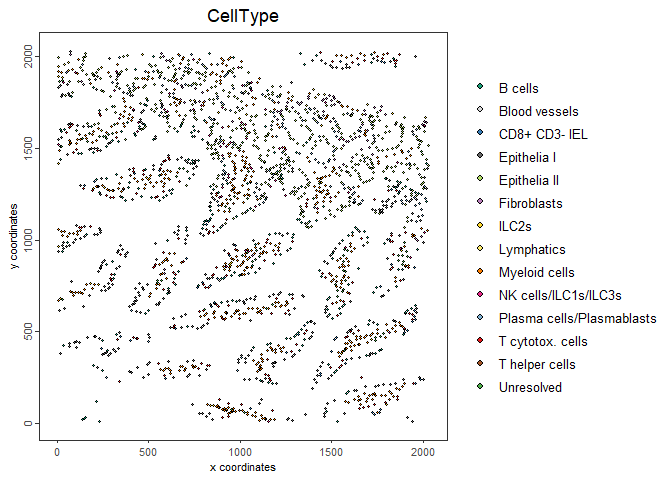 CellType
y coordinates
2000
1500
1000
500
0
0
500
1000
1500
2000
x coordinates
B cells
Blood vessels
CD8+ CD3- IEL
Epithelia I
Epithelia II
Fibroblasts
ILC2s
Lymphatics
Myeloid cells
NK cells/ILC1s/ILC3s
Plasma cells/Plasmablasts
T cytotox. cells
T helper cells
Unresolved